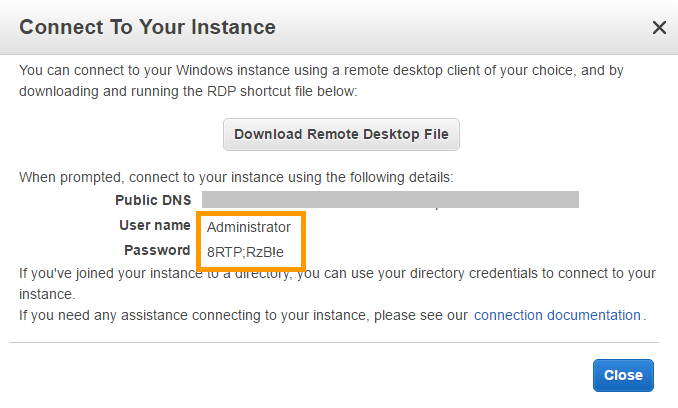 Connect To Your Instance
You can connect to your Windows instance using a remote desktop client of your choice, and by
downloading and running the RDP shortcut file below:
Download Remote Desktop File
When prompted, connect to your instance using the following details:
Public DNS
User name Administrator
Password 8RTP;RzB!e
If you've joined your instance to a directory, you can use your directory credentials to connect to your
instance.
If you need any assistance connecting to your instance, please see our connection documentation.
Close